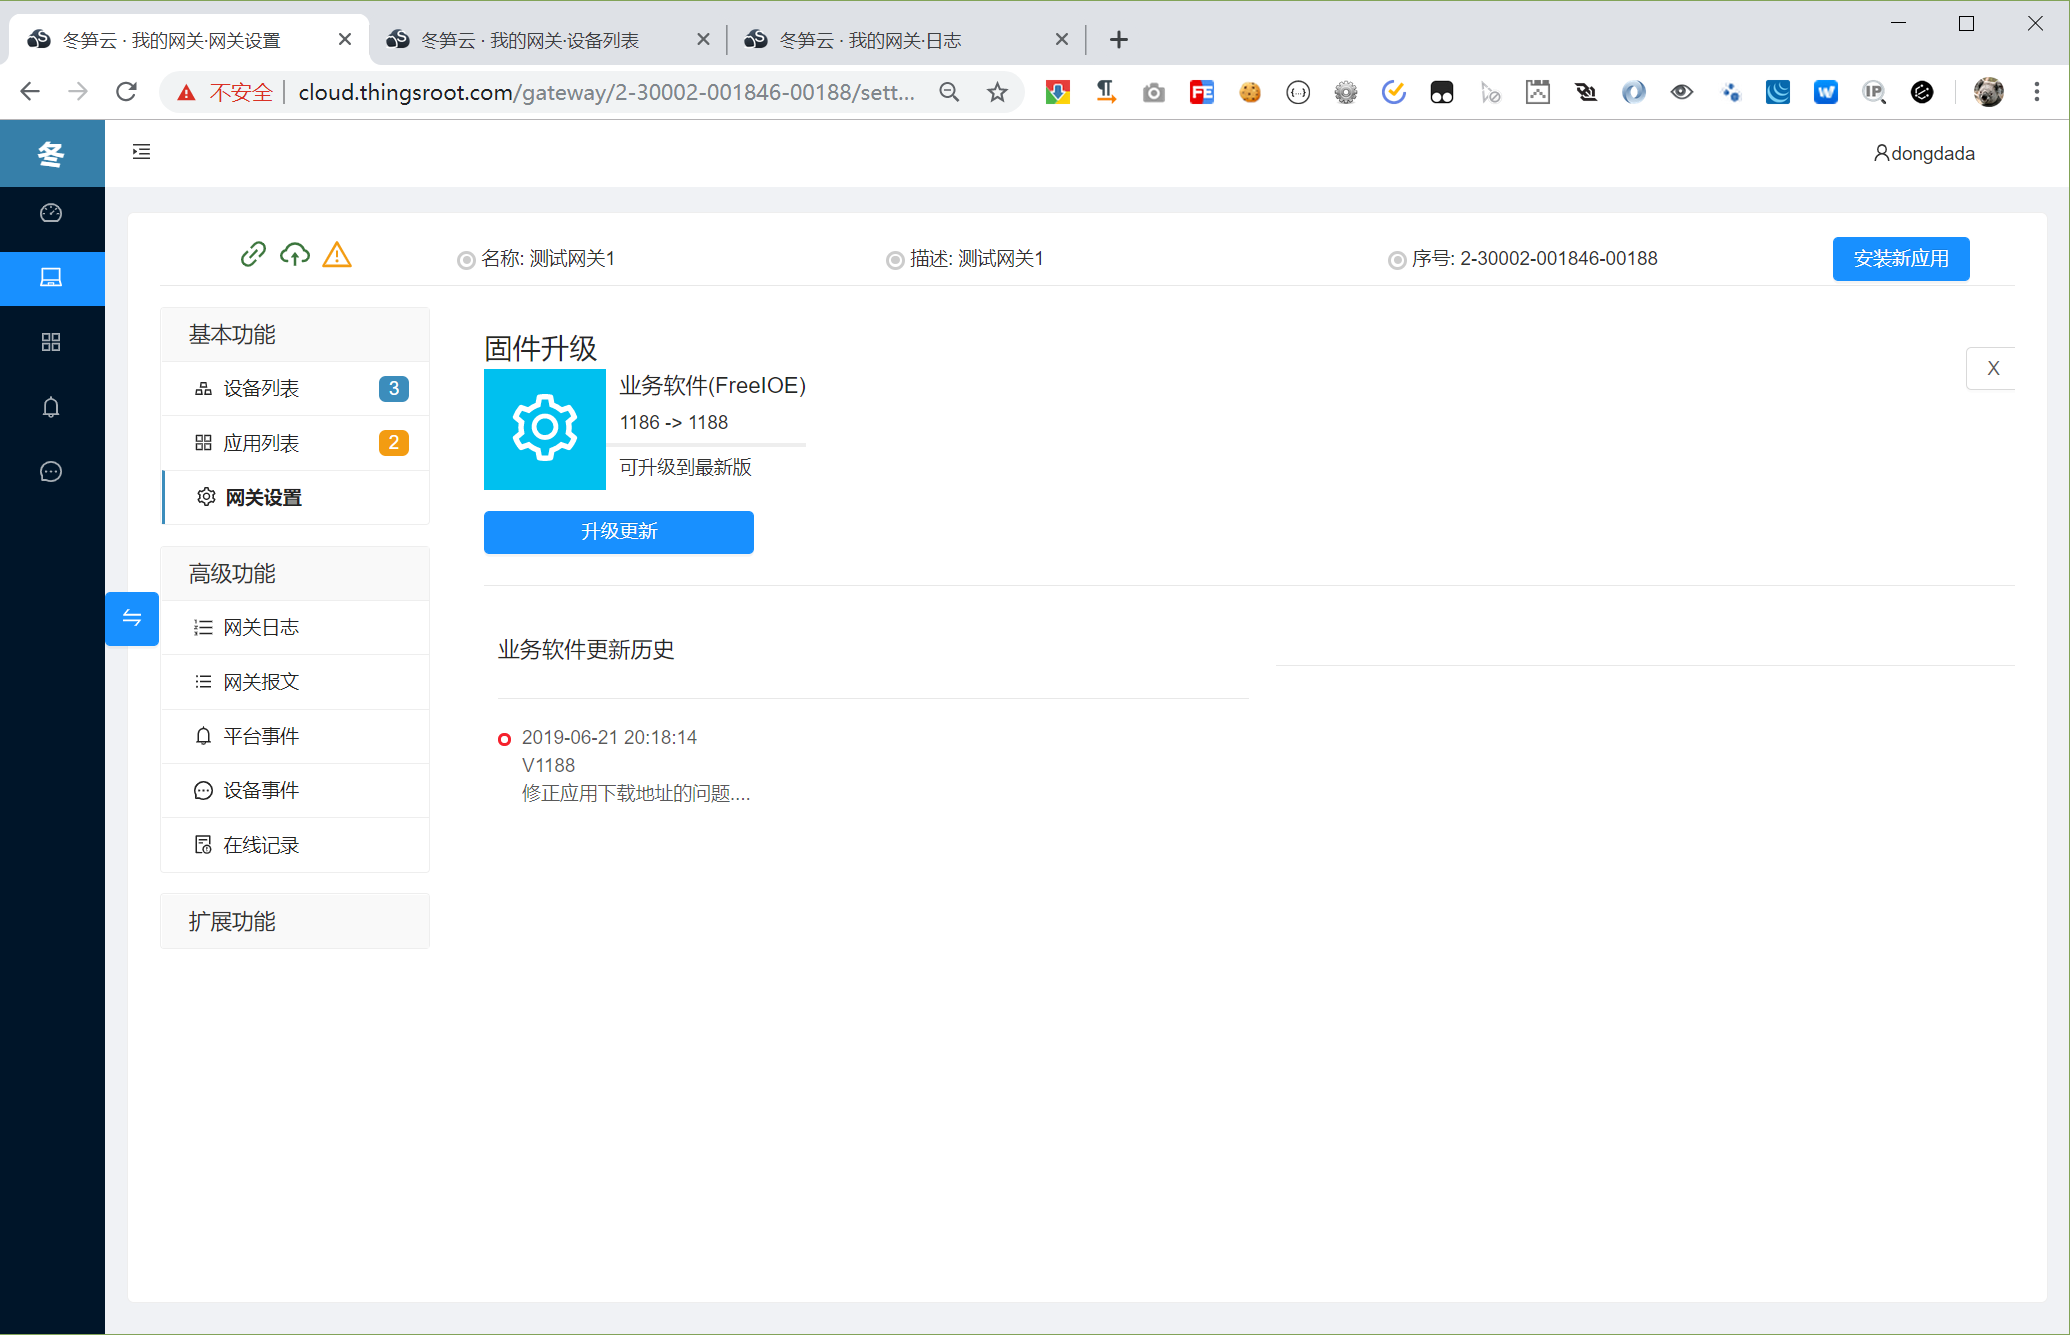 冬笋云 · 我的网关·网关设置
冬笋云 · 我的网关·设备列表
冬笋云 · 我的网关·日志
不安全
cloud.thingsroot.com/gateway/2-30002-001846-00188/sett...
冬
dongdada
名称: 测试网关1
描述: 测试网关1
序号: 2-30002-001846-00188
安装新应用
基本功能
设备列表 3
应用列表 2
网关设置
高级功能
网关日志
网关报文
平台事件
设备事件
在线记录
扩展功能
固件升级
X
业务软件(FreeIOE)
1186 -> 1188
可升级到最新版
升级更新
业务软件更新历史
2019-06-21 20:18:14
V1188
修正应用下载地址的问题....